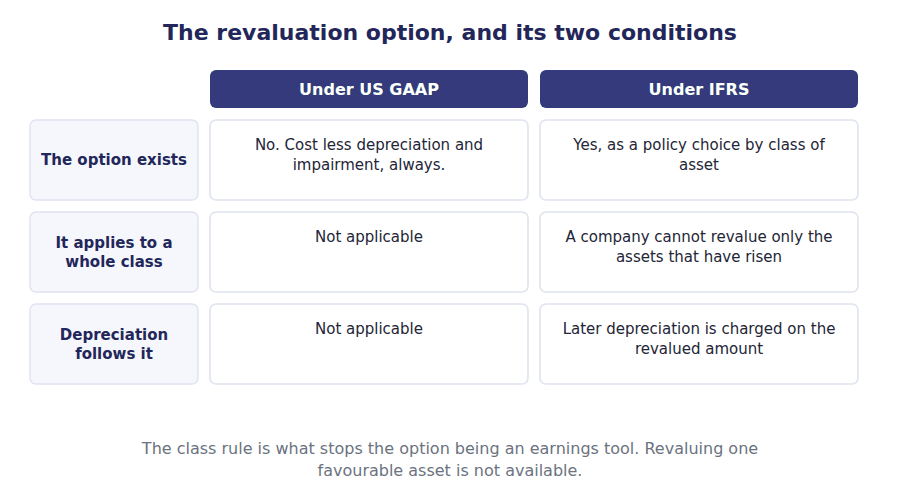 The revaluation option, and its two conditions
Under US GAAP
Under IFRS
The option exists
No. Cost less depreciation and
impairment, always.
Yes, as a policy choice by class of
asset
It applies to a
whole class
Not applicable
A company cannot revalue only the
assets that have risen
Depreciation
follows it
Not applicable
Later depreciation is charged on the
revalued amount
The class rule is what stops the option being an earnings tool. Revaluing one
favourable asset is not available.